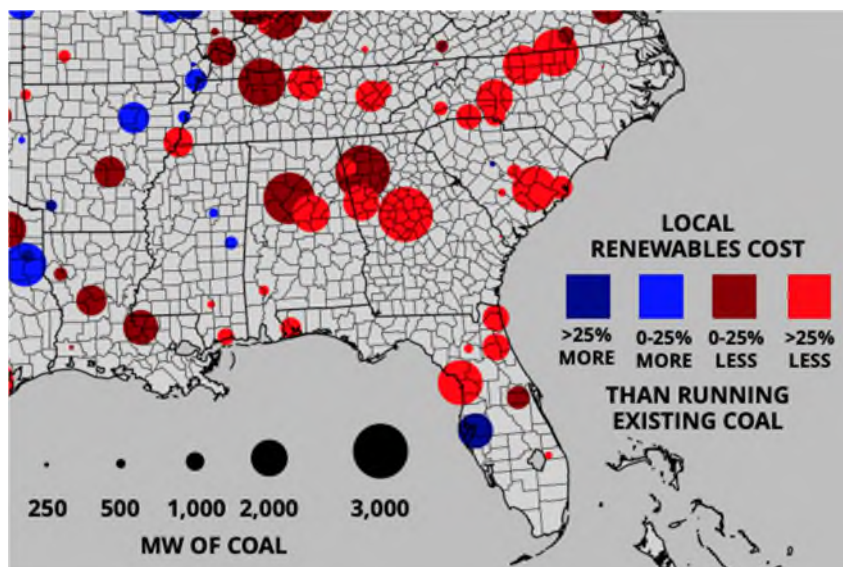 LOCAL
RENEWABLES COST
>25%
MORE
0-25%
MORE
0-25%
LESS
>25%
LESS
THAN RUNNING
EXISTING COAL
250
500
1,000
2,000
3,000
MW OF COAL